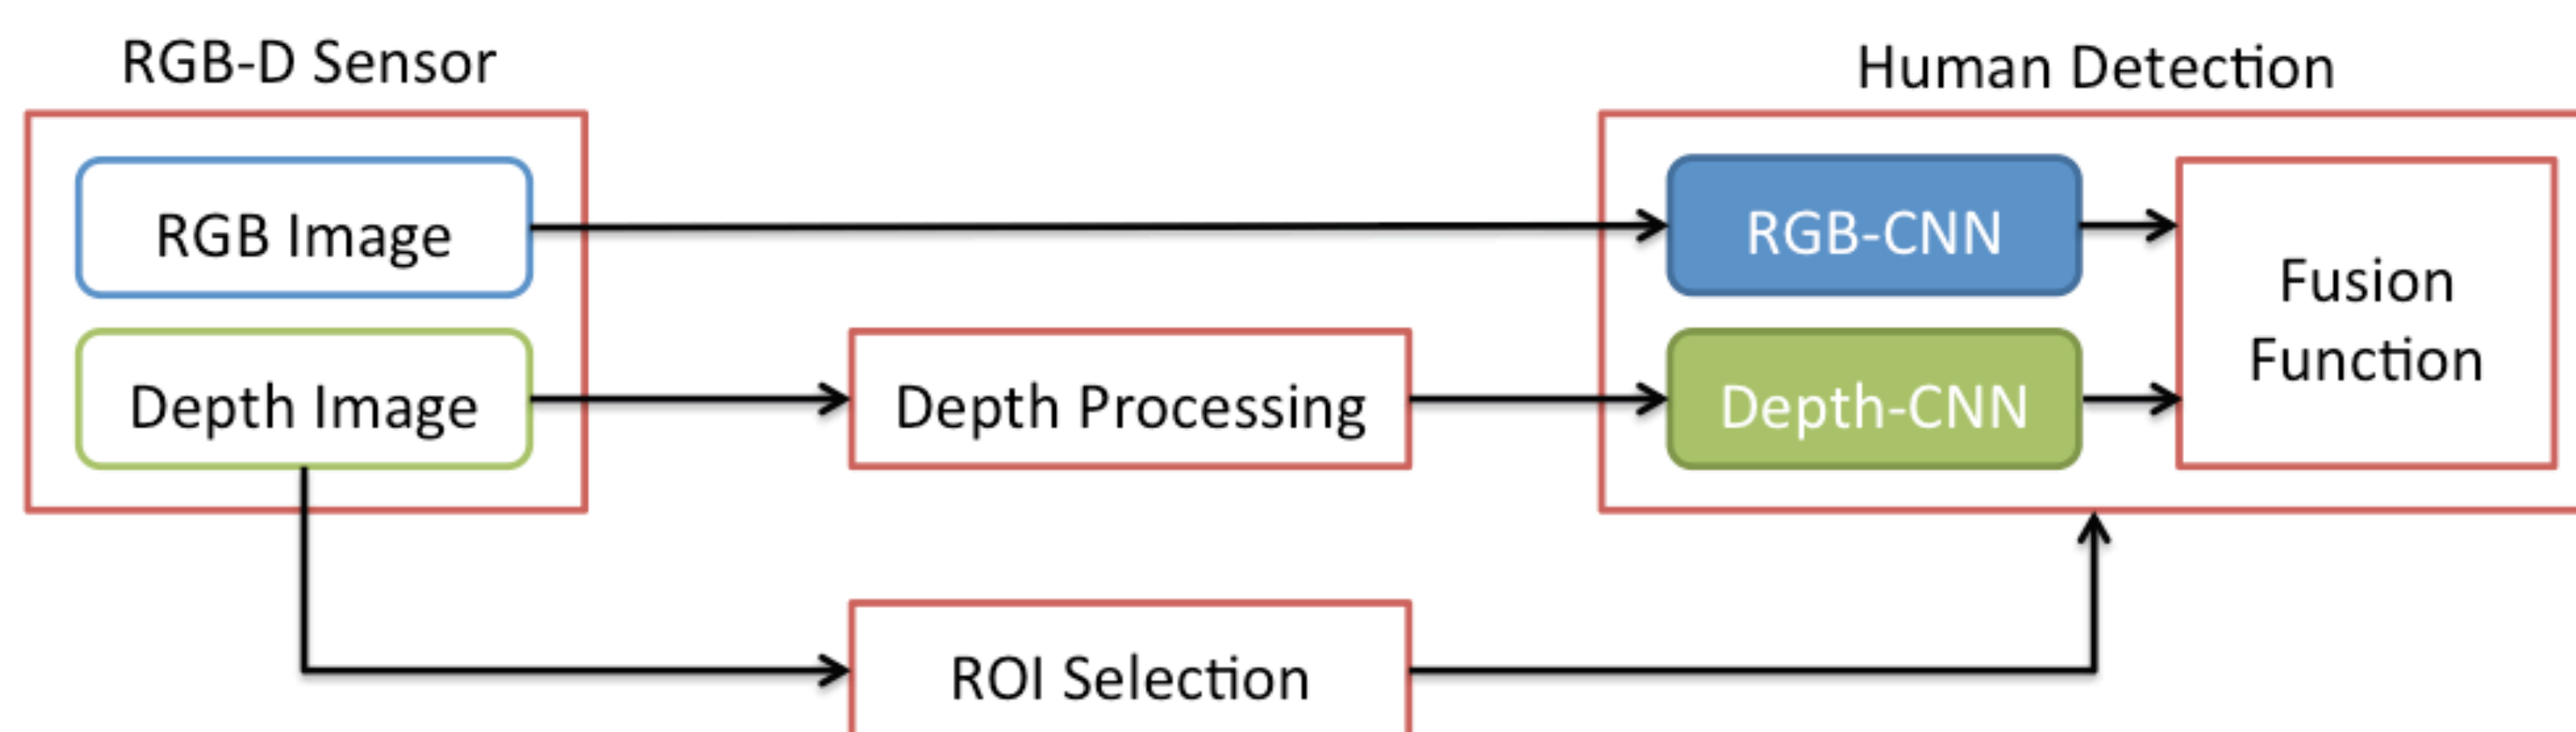 RGB-D Sensor
Human Detection
RGB Image
RGB-CNN
Fusion
Function
Depth Image
Depth Processing
Depth-CNN
ROI Selection